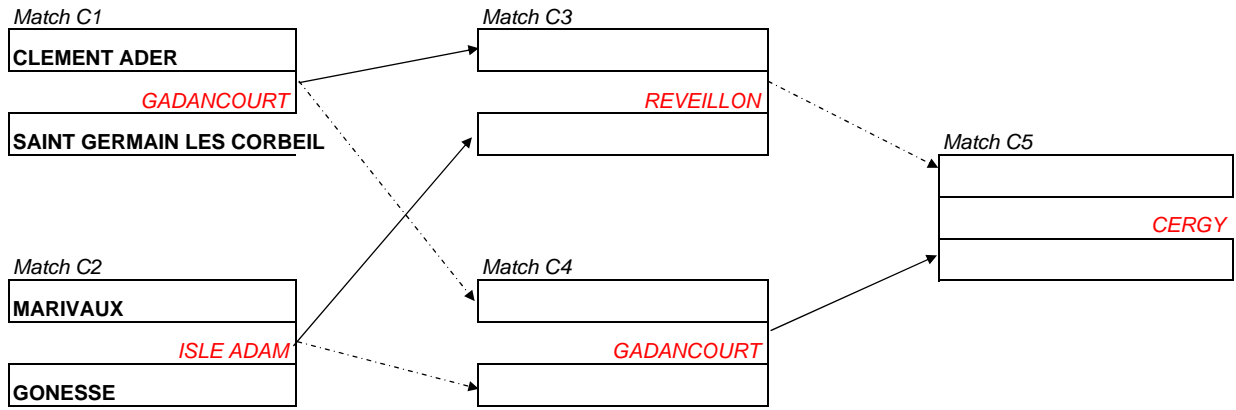 Match C1
CLEMENT ADER
GADANCOURT
SAINT GERMAIN LES CORBEIL
Match C2
MARIVAUX
ISLE ADAM
GONESSE
Match C3
REVEILLON
Match C4
GADANCOURT
Match C5
CERGY